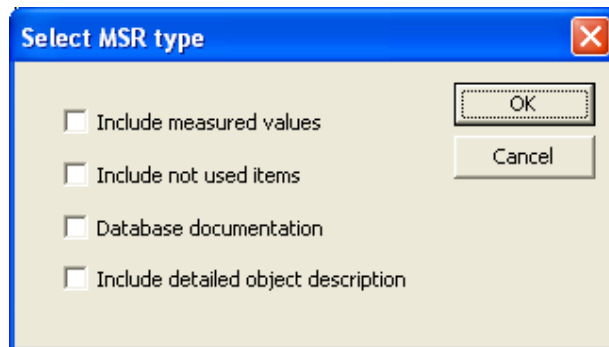 Select MSR type
OK
Include measured values
Cancel
Include not used items
Database documentation
Include detailed object description